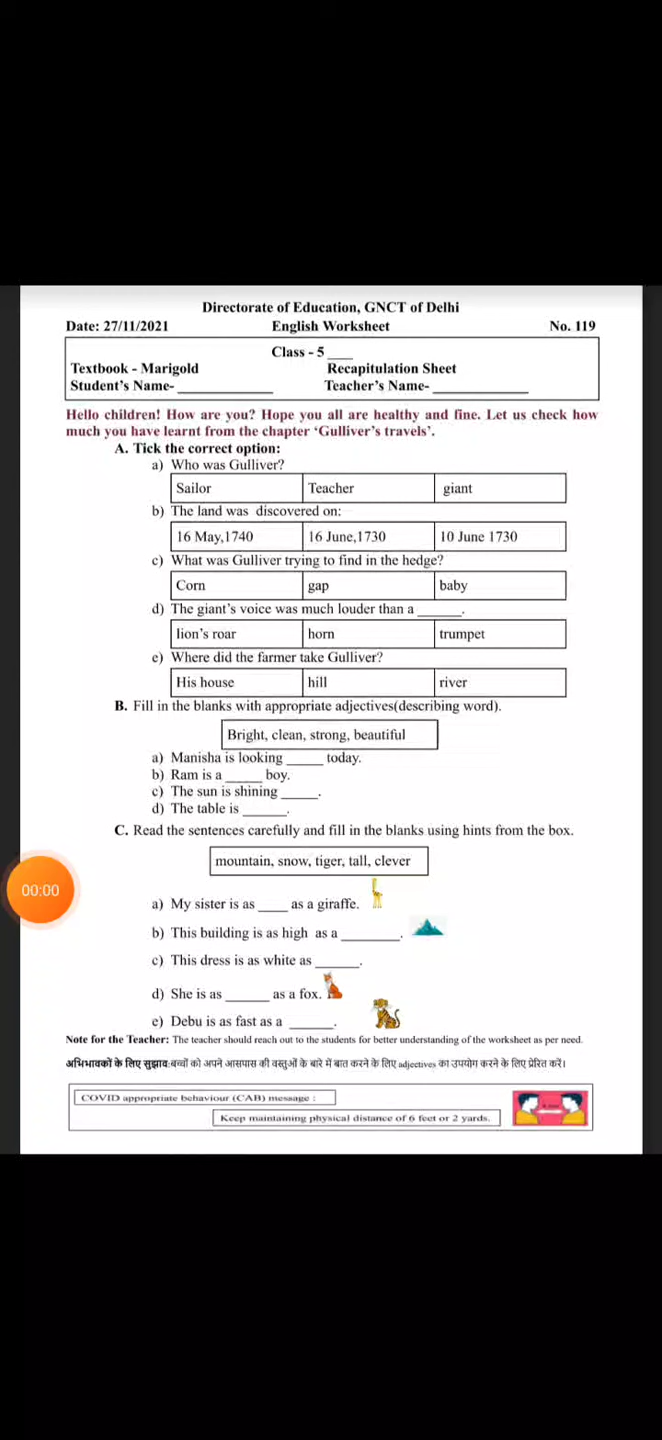 Directorate of Education, GNCT of Delhi
Date: 27/11/2021 English Worksheet No. 119
Class - 5 ____
Textbook - Marigold Recapitulation Sheet
Student's Name-______________ Teacher's Name-______________
Hello children! How are you? Hope you all are healthy and fine. Let us check how
much you have learnt from the chapter ‘Gulliver’s travels’.
A. Tick the correct option:
a) Who was Gulliver?
Sailor Teacher giant
b) The land was discovered on:
16 May,1740 16 June,1730 10 June 1730
c) What was Gulliver trying to find in the hedge?
Corn gap baby
d) The giant’s voice was much louder than a ______.
lion’s roar horn trumpet
e) Where did the farmer take Gulliver?
His house hill river
B. Fill in the blanks with appropriate adjectives(describing word).
Bright, clean, strong, beautiful
a) Manisha is looking _____ today.
b) Ram is a _____ boy.
c) The sun is shining _____.
d) The table is ______.
C. Read the sentences carefully and fill in the blanks using hints from the box.
mountain, snow, tiger, tall, clever
00:00
a) My sister is as ____ as a giraffe.
b) This building is as high as a ________.
c) This dress is as white as ______.
d) She is as ______ as a fox.
e) Debu is as fast as a ______.
Note for the Teacher: The teacher should reach out to the students for better understanding of the worksheet as per need.
अभिभावकों के लिए सुझाव:बच्चों को अपने आसपास की वस्तुओं के बारे में बात करने के लिए adjectives का उपयोग करने के लिए प्रेरित करें।
COVID appropriate behaviour (CAB) message :
Keep maintaining physical distance of 6 feet or 2 yards.